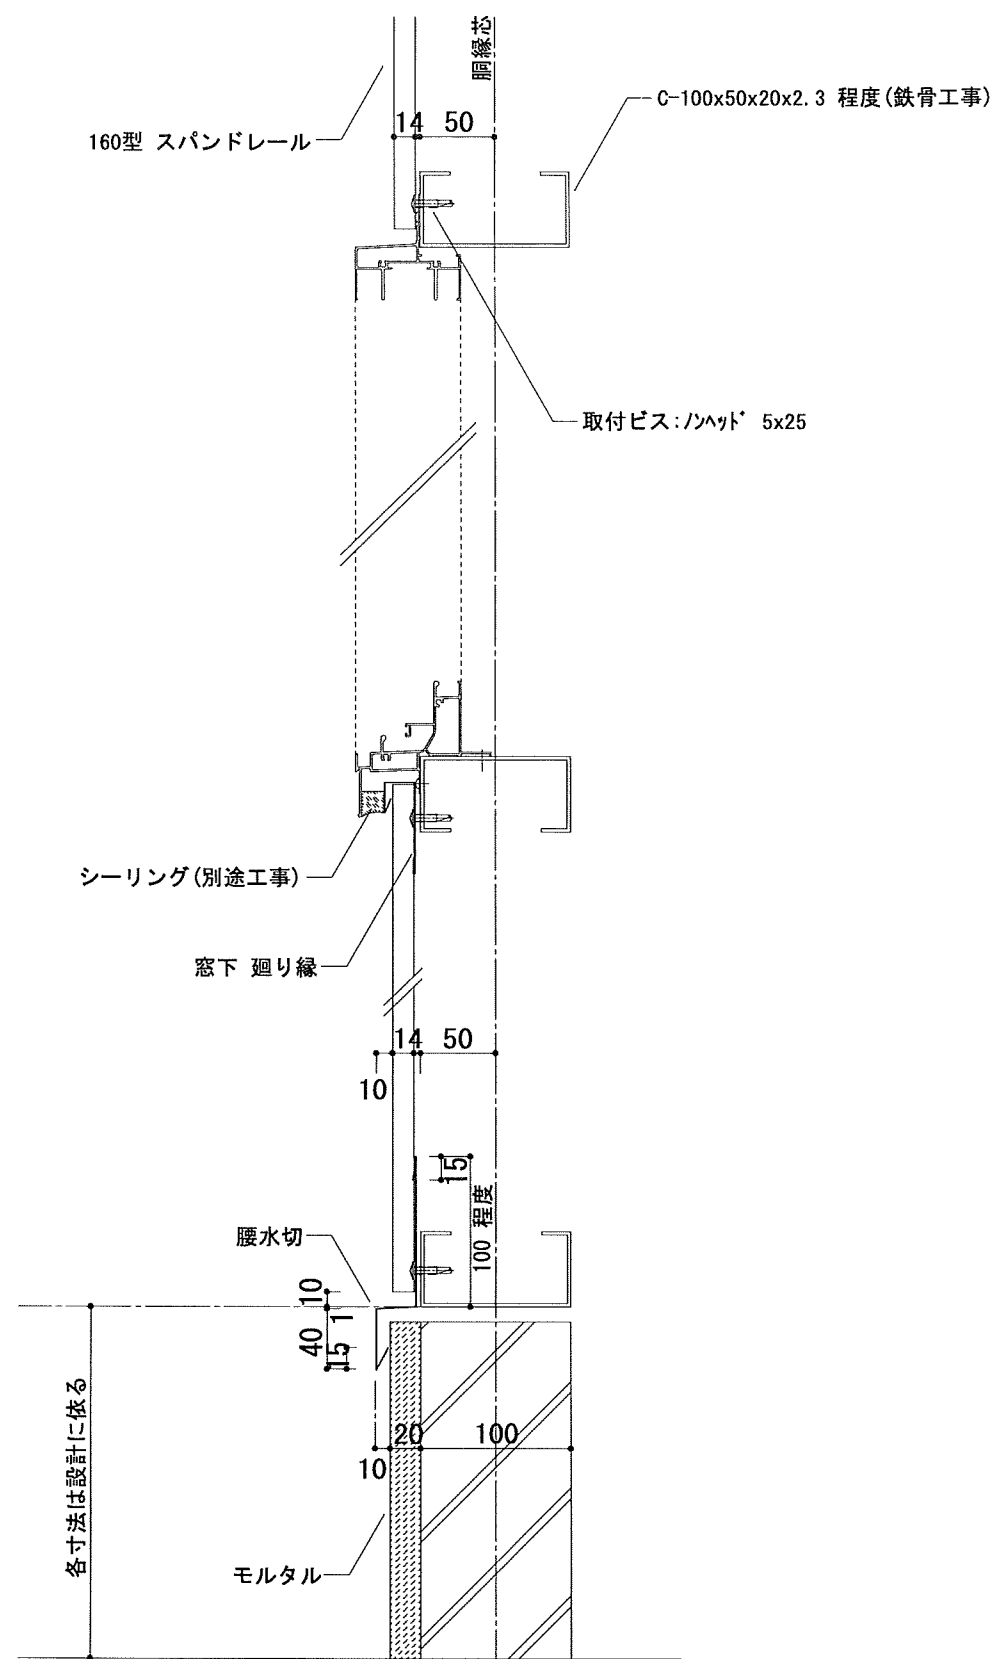 胴縁芯
C-100x50x20x2.3 程度(鉄骨工事)
14 50
160型 スパンドレール
取付ビス:ﾉﾝﾍｯﾄﾞ 5x25
シーリング(別途工事)
窓下 廻り縁
14 50
10
15
100 程度
腰水切
10
1
40
15
20 100
10
各寸法は設計に依る
モルタル